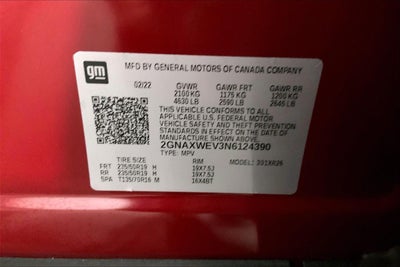 gm
MFD BY GENERAL MOTORS OF CANADA COMPANY
02/22 GVWR GAWR FRT GAWR RR
2100 KG 1175 KG 1200 KG
4630 LB 2590 LB 2645 LB
THIS VEHICLE CONFORMS TO ALL
APPLICABLE U.S. FEDERAL MOTOR
VEHICLE SAFETY, BUMPER, AND THEFT
PREVENTION STANDARDS IN EFFECT ON
THE DATE OF MANUFACTURE SHOWN ABOVE.
2GNAXWEV3N6124390
TYPE: MPV
TIRE SIZE RIM MODEL:
FRT 235/50R19 H 19X7.5J
RR 235/50R19 H 19X7.5J
SPA T135/70R16 M 16X4BT